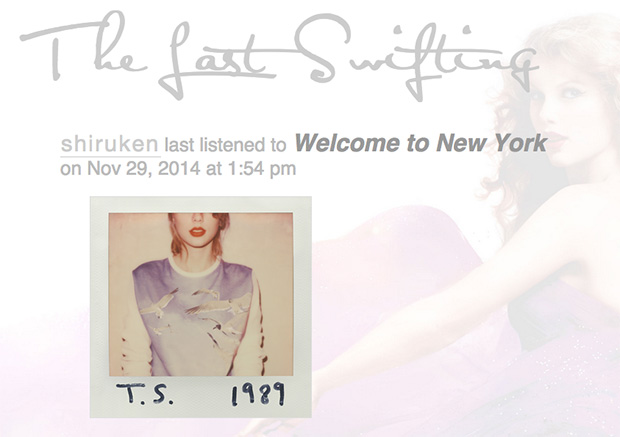 The Last Swifting
shiruken last listened to Welcome to New York
on Nov 29, 2014 at 1:54 pm
T.S. 1989